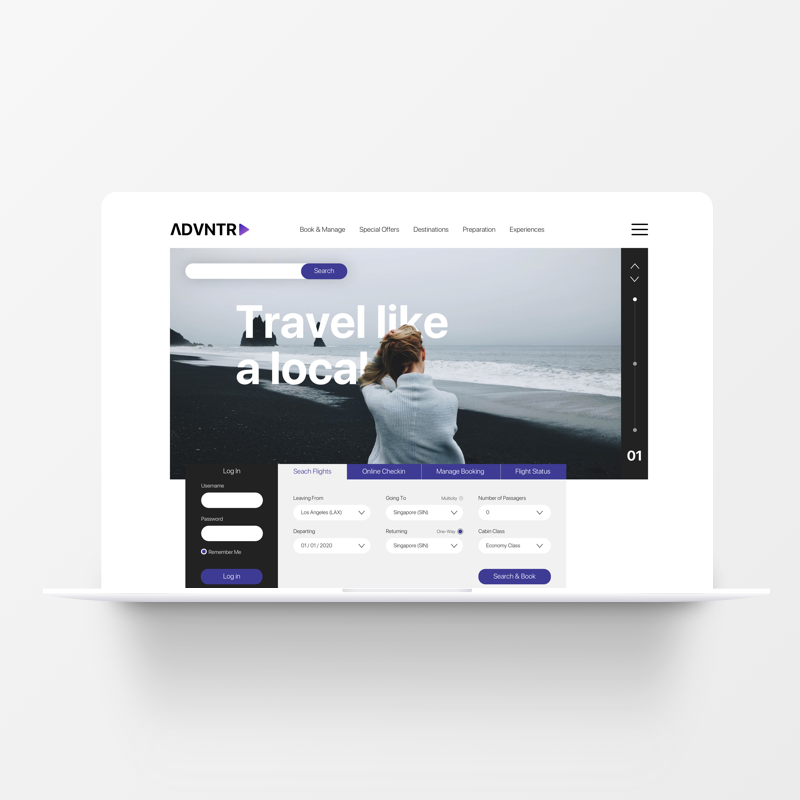 ADVNTR
Book & Manage Special Offers Destinations Preparation Experiences
Search
Travel like
a local
01
Log In
Seach Flights Online Checkin Manage Booking Flight Status
Username
Password
Remember Me
Log in
Leaving From Going To Multicity Number of Passagers
Los Angeles (LAX) Singapore (SIN) 0
Departing Returning One-Way Cabin Class
01 / 01 / 2020 Singapore (SIN) Economy Class
Search & Book